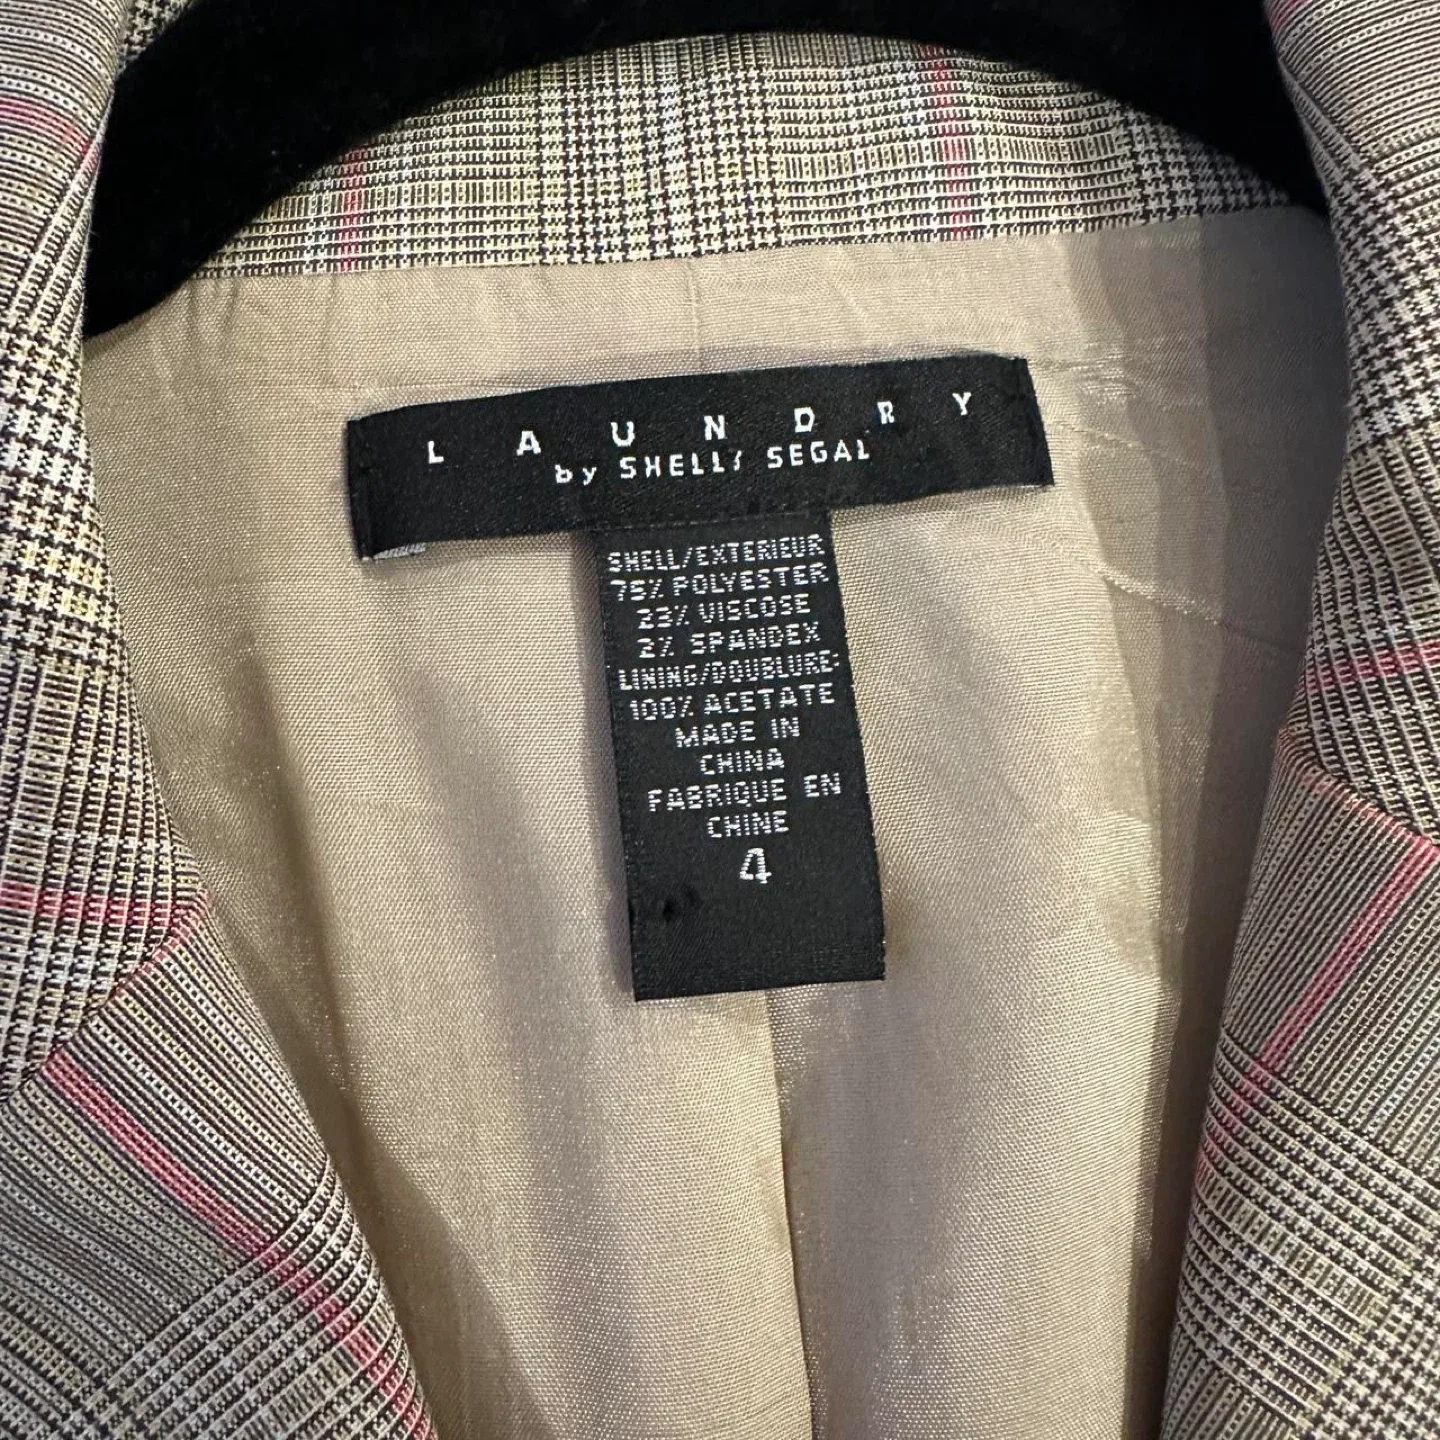 LAUNDRY
by SHELLI SEGAL
SHELL/EXTERIEUR
75% POLYESTER
23% VISCOSE
2% SPANDEX
LINING/DOUBLURE:
100% ACETATE
MADE IN
CHINA
FABRIQUE EN
CHINE
4